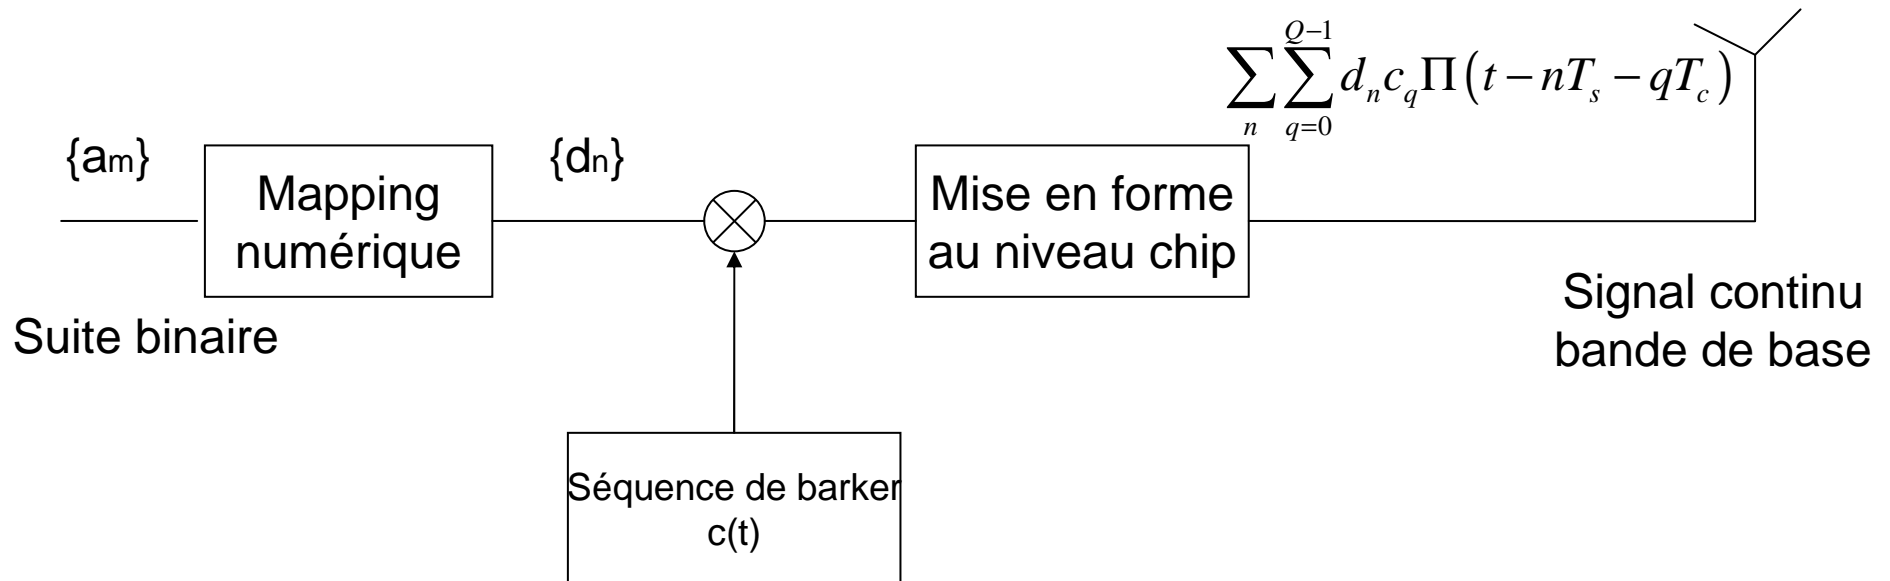 ∑_n ∑_{q=0}^{Q−1} d_n c_q Π(t − nT_s − qT_c)
{am}
{dn}
Mapping
numérique
Mise en forme
au niveau chip
Suite binaire
Signal continu
bande de base
Séquence de barker
c(t)